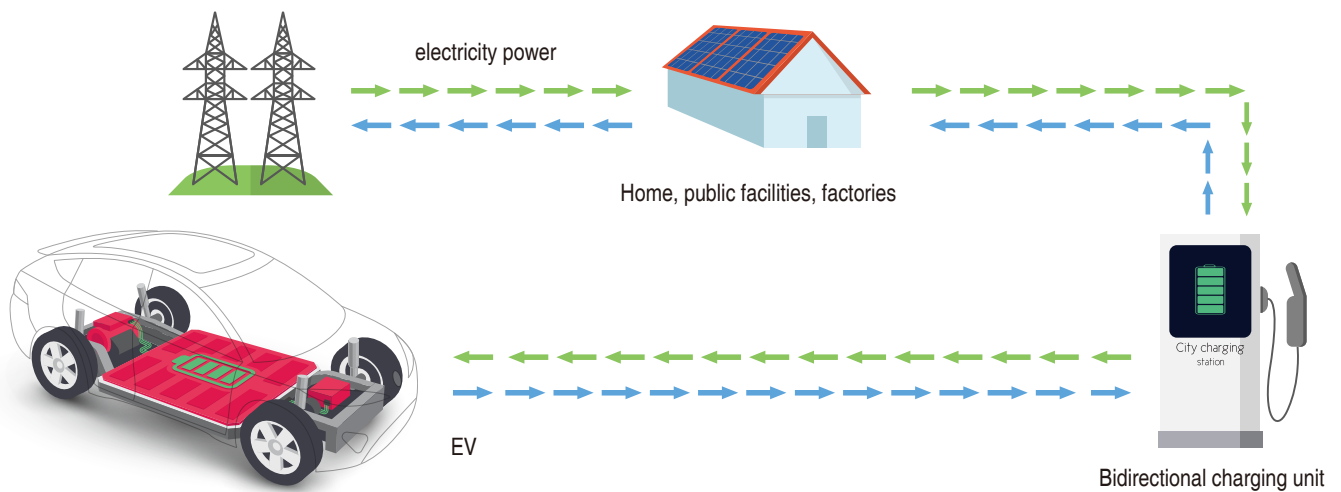 electricity power
Home, public facilities, factories
City charging
station
EV
Bidirectional charging unit